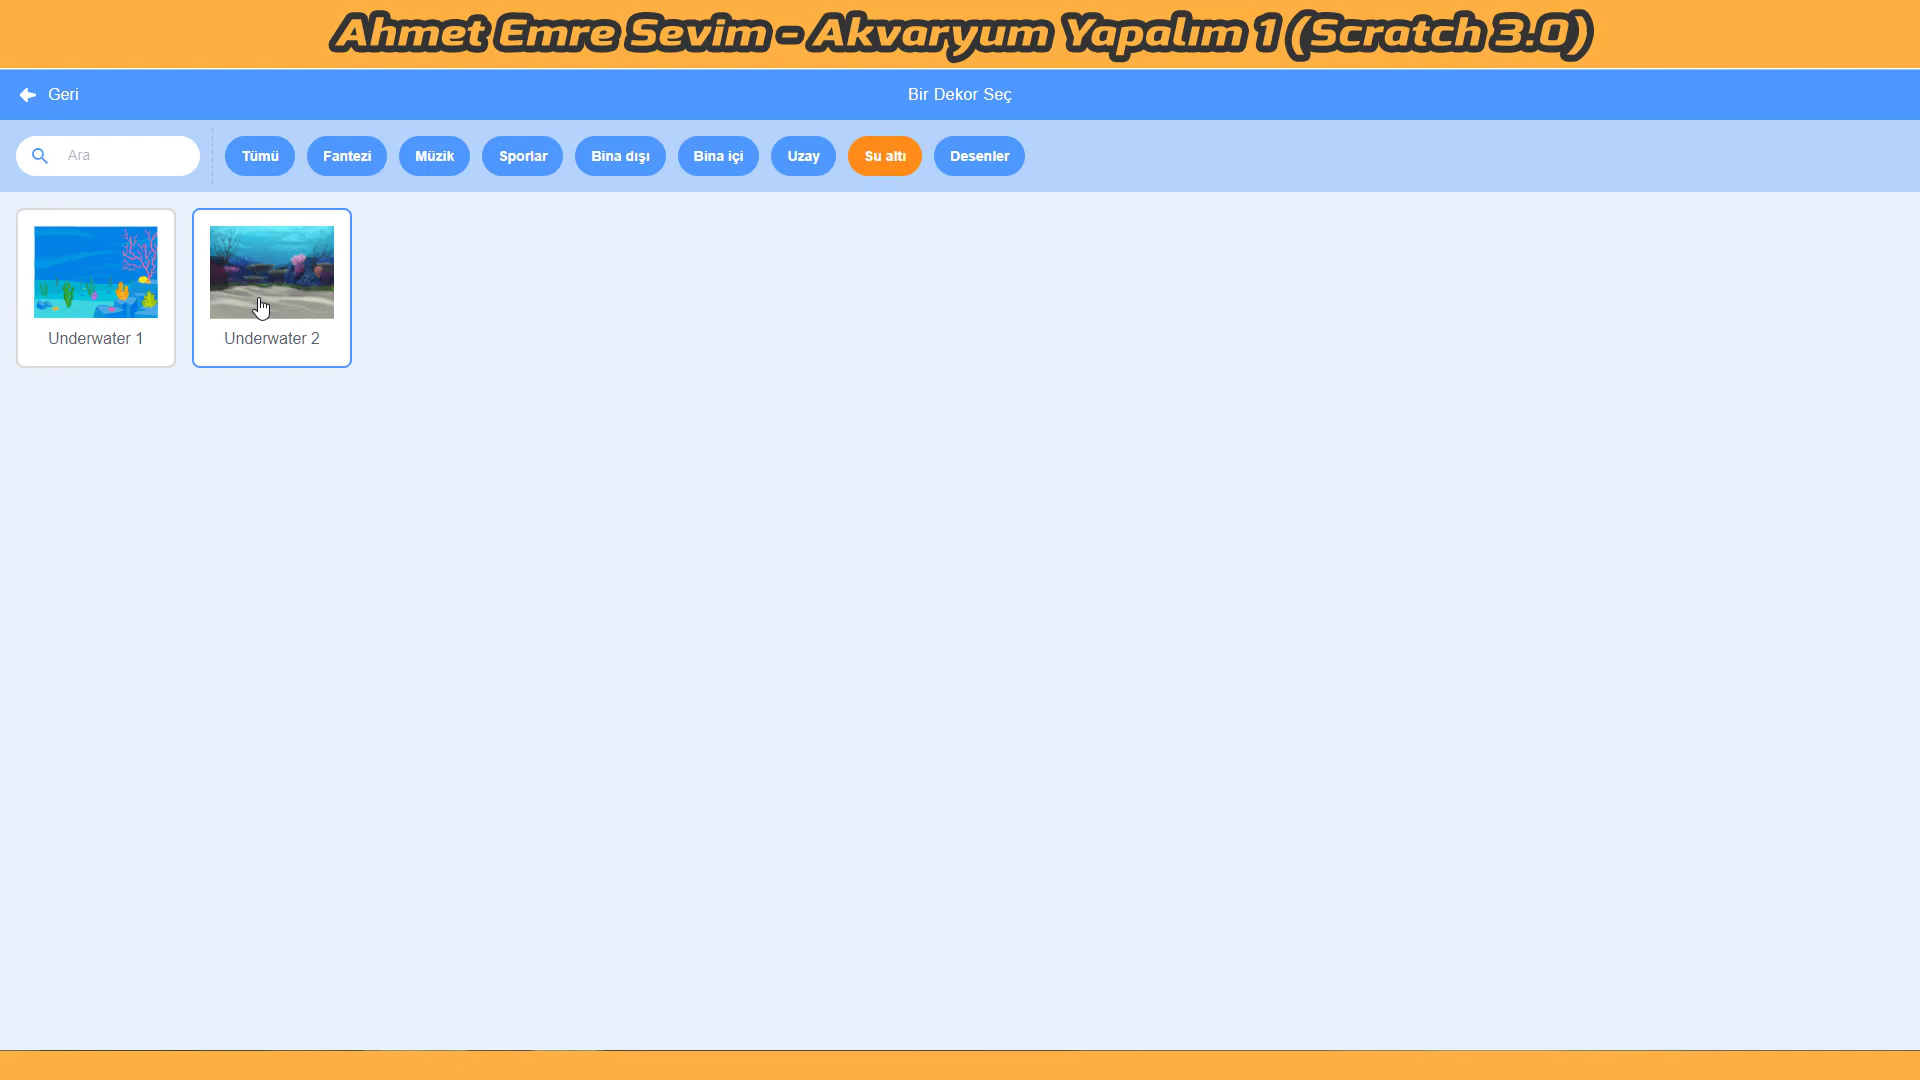 Ahmet Emre Sevim - Akvaryum Yapalım 1 (Scratch 3.0)
Geri
Bir Dekor Seç
Ara
Tümü
Fantezi
Müzik
Sporlar
Bina dışı
Bina içi
Uzay
Su altı
Desenler
Underwater 1
Underwater 2